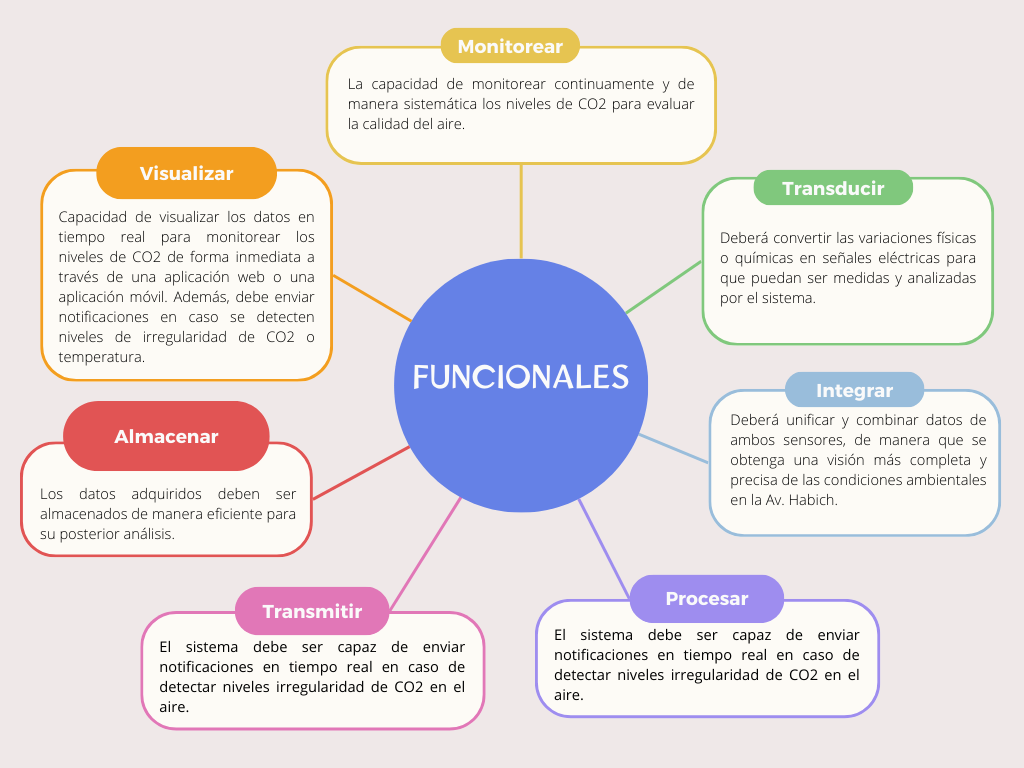 Monitorear
La capacidad de monitorear continuamente y de
manera sistemática los niveles de CO2 para evaluar
la calidad del aire.
Visualizar
Capacidad de visualizar los datos en
tiempo real para monitorear los
niveles de CO2 de forma inmediata a
través de una aplicación web o una
aplicación móvil. Además, debe enviar
notificaciones en caso se detecten
niveles de irregularidad de CO2 o
temperatura.
Transducir
Deberá convertir las variaciones físicas
o químicas en señales eléctricas para
que puedan ser medidas y analizadas
por el sistema.
FUNCIONALES
Integrar
Deberá unificar y combinar datos de
ambos sensores, de manera que se
obtenga una visión más completa y
precisa de las condiciones ambientales
en la Av. Habich.
Almacenar
Los datos adquiridos deben ser
almacenados de manera eficiente para
su posterior análisis.
Transmitir
El sistema debe ser capaz de enviar
notificaciones en tiempo real en caso de
detectar niveles irregularidad de CO2 en el
aire.
Procesar
El sistema debe ser capaz de enviar
notificaciones en tiempo real en caso de
detectar niveles irregularidad de CO2 en el
aire.